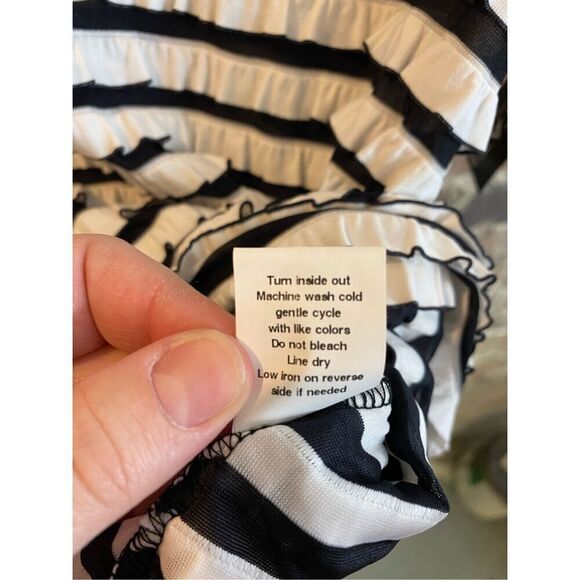 Turn inside out
Machine wash cold
gentle cycle
with like colors
Do not bleach
Line dry
Low iron on reverse
side if needed